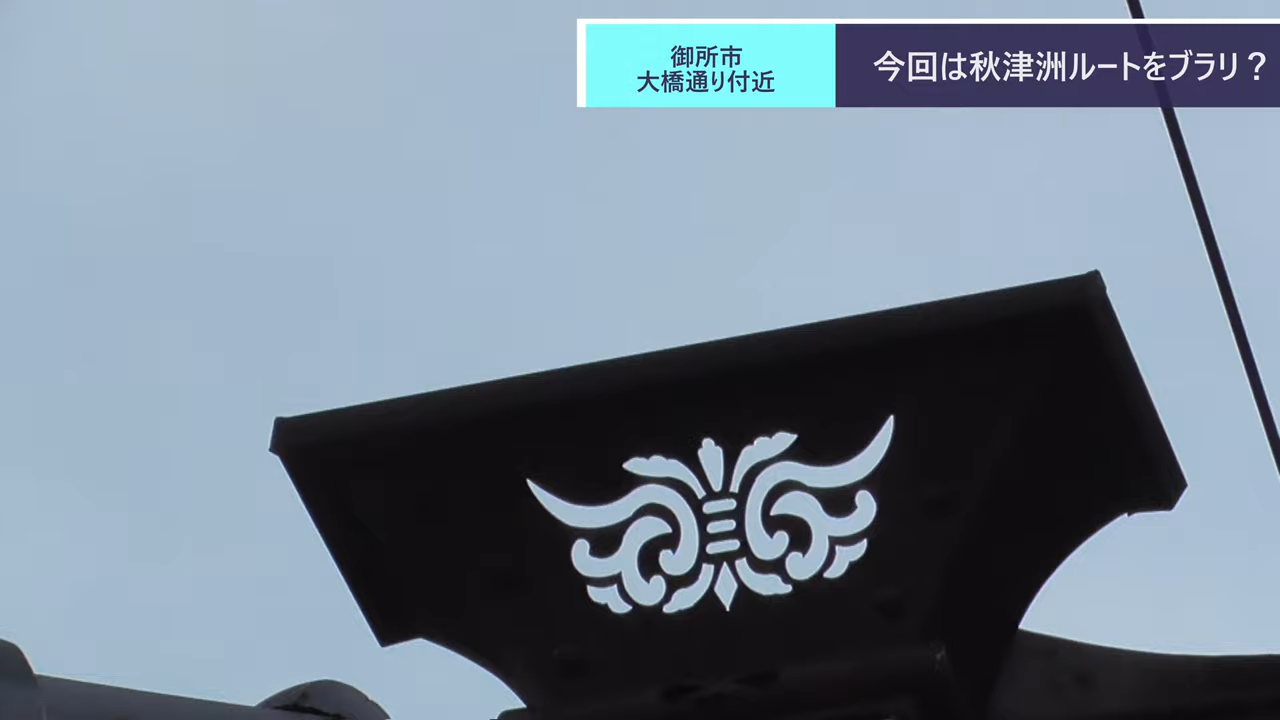 御所市
大橋通り付近
今回は秋津洲ルートをブラリ？